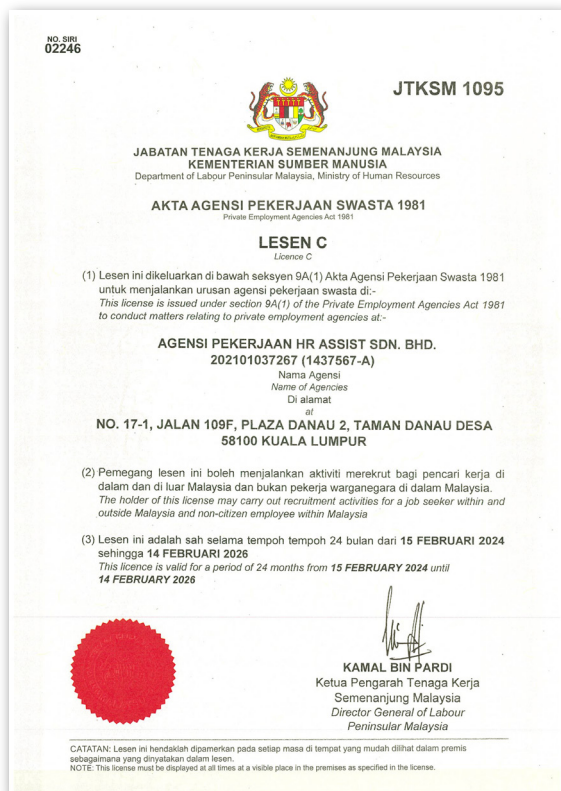 NO. SIRI
02246
JTKSM 1095
JABATAN TENAGA KERJA SEMENANJUNG MALAYSIA
KEMENTERIAN SUMBER MANUSIA
Department of Labour Peninsular Malaysia, Ministry of Human Resources
AKTA AGENSI PEKERJAAN SWASTA 1981
Private Employment Agencies Act 1981
LESEN C
Licence C
(1) Lesen ini dikeluarkan di bawah seksyen 9A(1) Akta Agensi Pekerjaan Swasta 1981
untuk menjalankan urusan agensi pekerjaan swasta di:-
This license is issued under section 9A(1) of the Private Employment Agencies Act 1981
to conduct matters relating to private employment agencies at:-
AGENSI PEKERJAAN HR ASSIST SDN. BHD.
202101037267 (1437567-A)
Nama Agensi
Name of Agencies
Di alamat
at
NO. 17-1, JALAN 109F, PLAZA DANAU 2, TAMAN DANAU DESA
58100 KUALA LUMPUR
(2) Pemegang lesen ini boleh menjalankan aktiviti merekrut bagi pencari kerja di
dalam dan di luar Malaysia dan bukan pekerja warganegara di dalam Malaysia.
The holder of this license may carry out recruitment activities for a job seeker within and
outside Malaysia and non-citizen employee within Malaysia
(3) Lesen ini adalah sah selama tempoh tempoh 24 bulan dari 15 FEBRUARI 2024
sehingga 14 FEBRUARI 2026
This licence is valid for a period of 24 months from 15 FEBRUARY 2024 until
14 FEBRUARY 2026
KAMAL BIN PARDI
Ketua Pengarah Tenaga Kerja
Semenanjung Malaysia
Director General of Labour
Peninsular Malaysia
CATATAN: Lesen ini hendaklah dipamerkan pada setiap masa di tempat yang mudah dilihat dalam premis
sebagaimana yang dinyatakan dalam lesen.
NOTE: This license must be displayed at all times at a visible place in the premises as specified in the license.